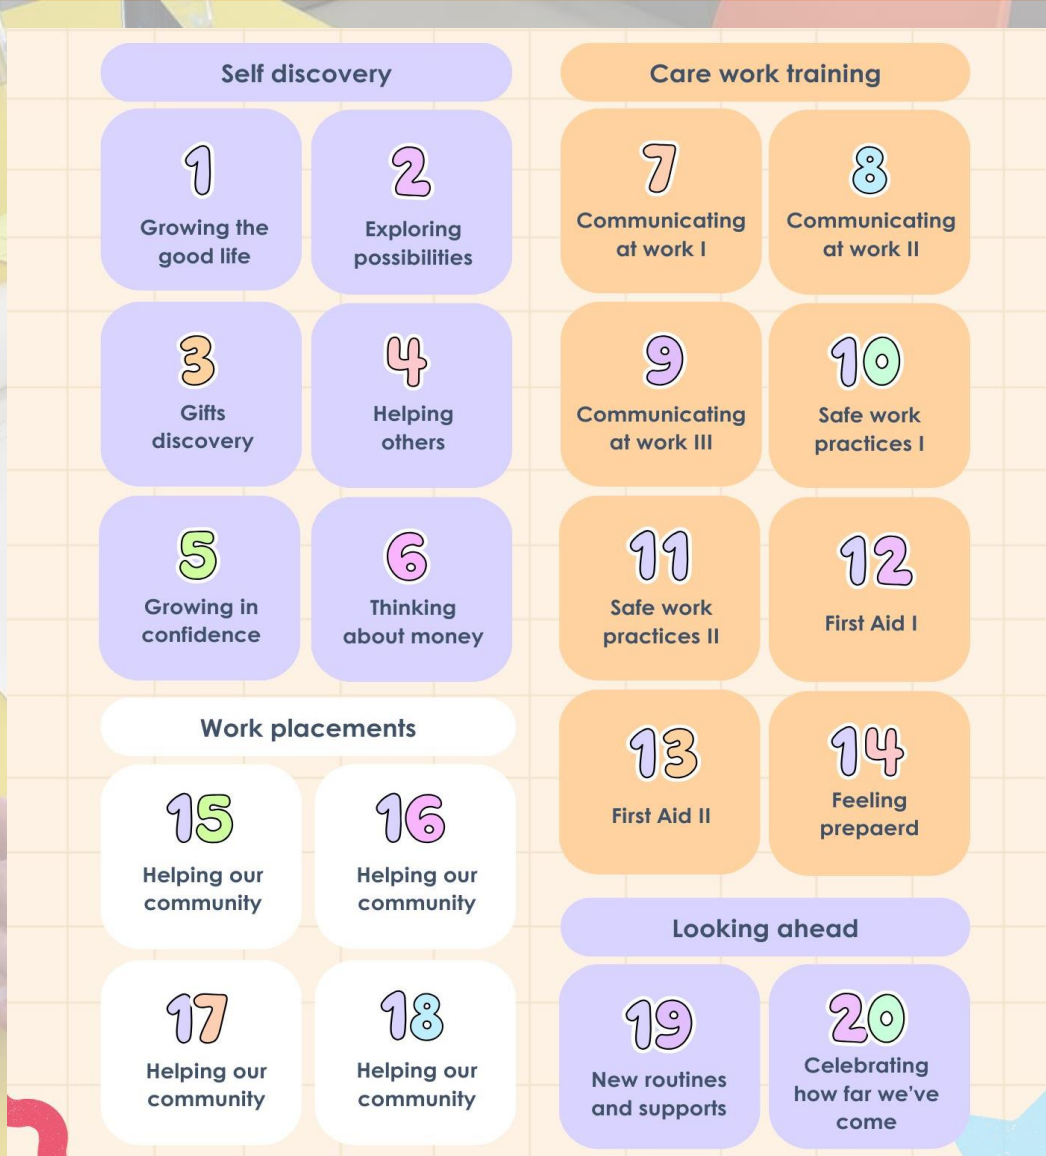 Self discovery
1
Growing the
good life
2
Exploring
possibilities
3
Gifts
discovery
4
Helping
others
5
Growing in
confidence
6
Thinking
about money
Care work training
7
Communicating
at work I
8
Communicating
at work II
9
Communicating
at work III
10
Safe work
practices I
11
Safe work
practices II
12
First Aid I
13
First Aid II
14
Feeling
prepaerd
Work placements
15
Helping our
community
16
Helping our
community
17
Helping our
community
18
Helping our
community
Looking ahead
19
New routines
and supports
20
Celebrating
how far we've
come